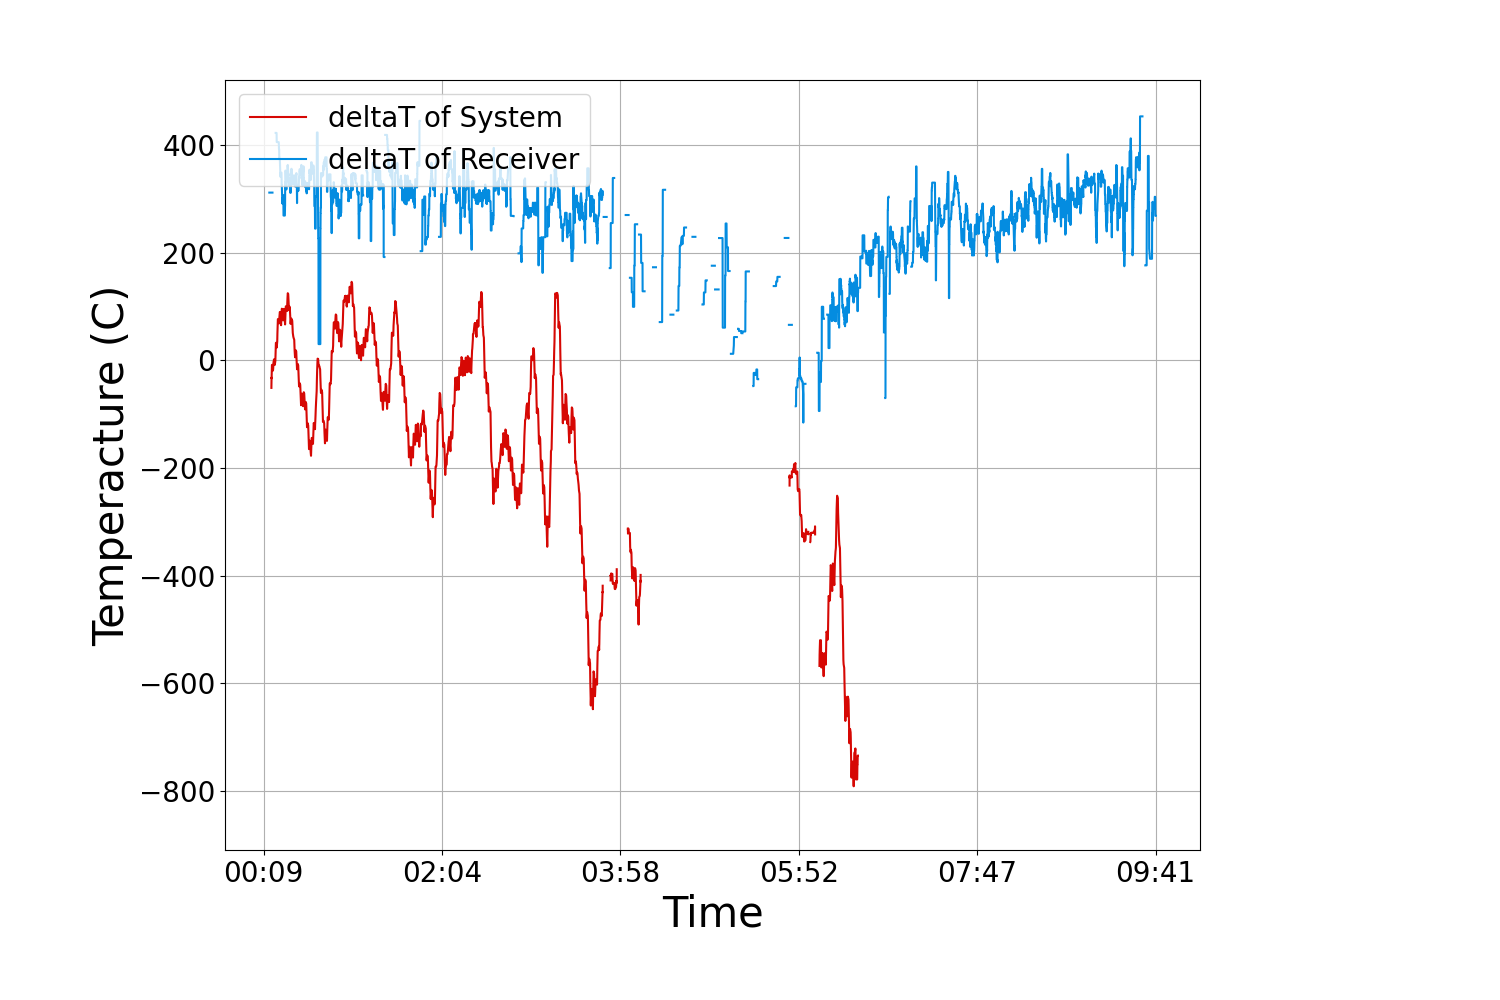 deltaT of System
deltaT of Receiver
400
200
0
−200
−400
−600
−800
Temperacture (C)
00:09 02:04 03:58 05:52 07:47 09:41
Time